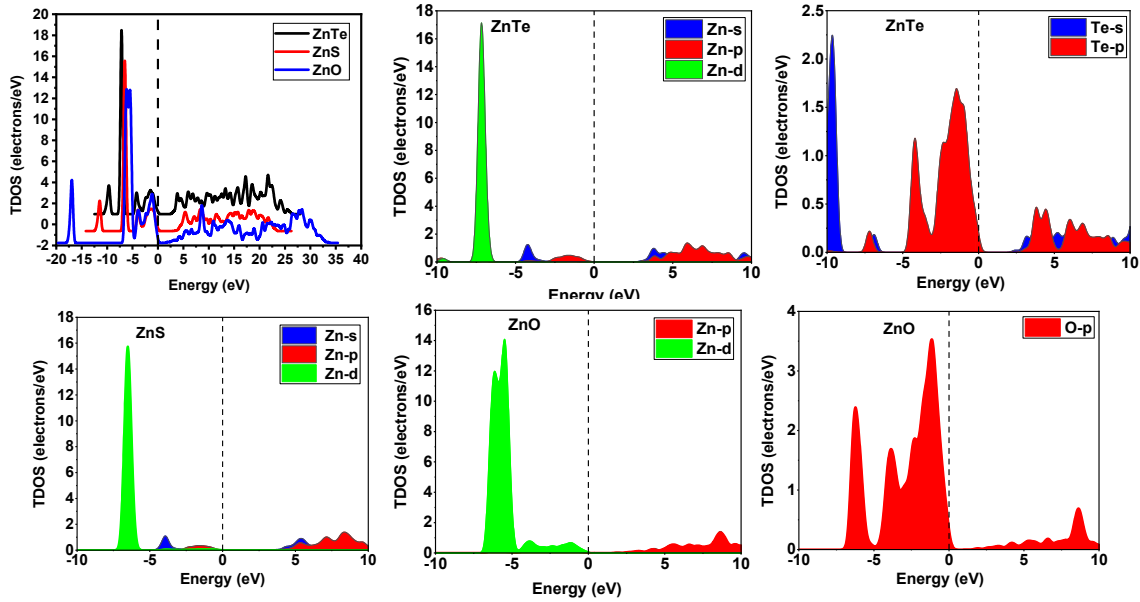 20
18
16
14
12
10
8
6
4
2
0
-2
-20 -15 -10 -5 0 5 10 15 20 25 30 35 40
TDOS (electrons/eV)
Energy (eV)
ZnTe
ZnS
ZnO
18
16
14
12
10
8
6
4
2
0
-10 -5 0 5 10
TDOS (electrons/eV)
Energy (eV)
ZnTe
Zn-s
Zn-p
Zn-d
2.5
2.0
1.5
1.0
0.5
0.0
-10 -5 0 5 10
TDOS (electrons/eV)
Energy (eV)
ZnTe
Te-s
Te-p
18
16
14
12
10
8
6
4
2
0
-10 -5 0 5 10
TDOS (electrons/eV)
Energy (eV)
ZnS
Zn-s
Zn-p
Zn-d
16
14
12
10
8
6
4
2
0
-10 -5 0 5 10
TDOS (electrons/eV)
Energy (eV)
ZnO
Zn-p
Zn-d
4
3
2
1
0
-10 -5 0 5 10
TDOS (electrons/eV)
Energy (eV)
ZnO
O-p